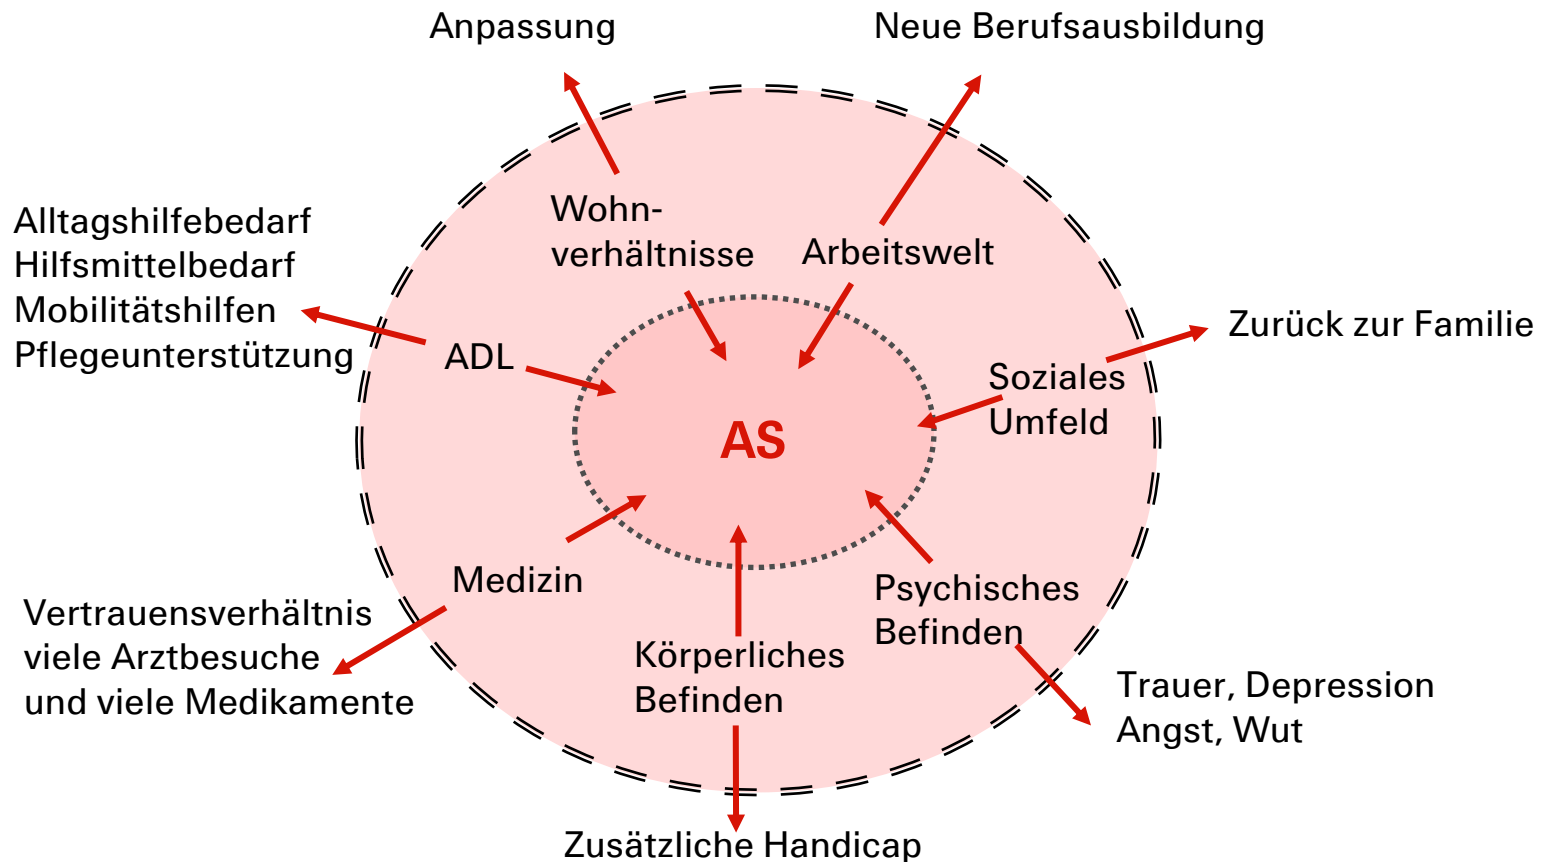 Anpassung
Neue Berufsausbildung
Wohn-
verhältnisse
Arbeitswelt
Alltagshilfebedarf
Hilfsmittelbedarf
Mobilitätshilfen
Pflegeunterstützung
ADL
Zurück zur Familie
Soziales
Umfeld
AS
Medizin
Vertrauensverhältnis
viele Arztbesuche
und viele Medikamente
Körperliches
Befinden
Psychisches
Befinden
Trauer, Depression
Angst, Wut
Zusätzliche Handicap